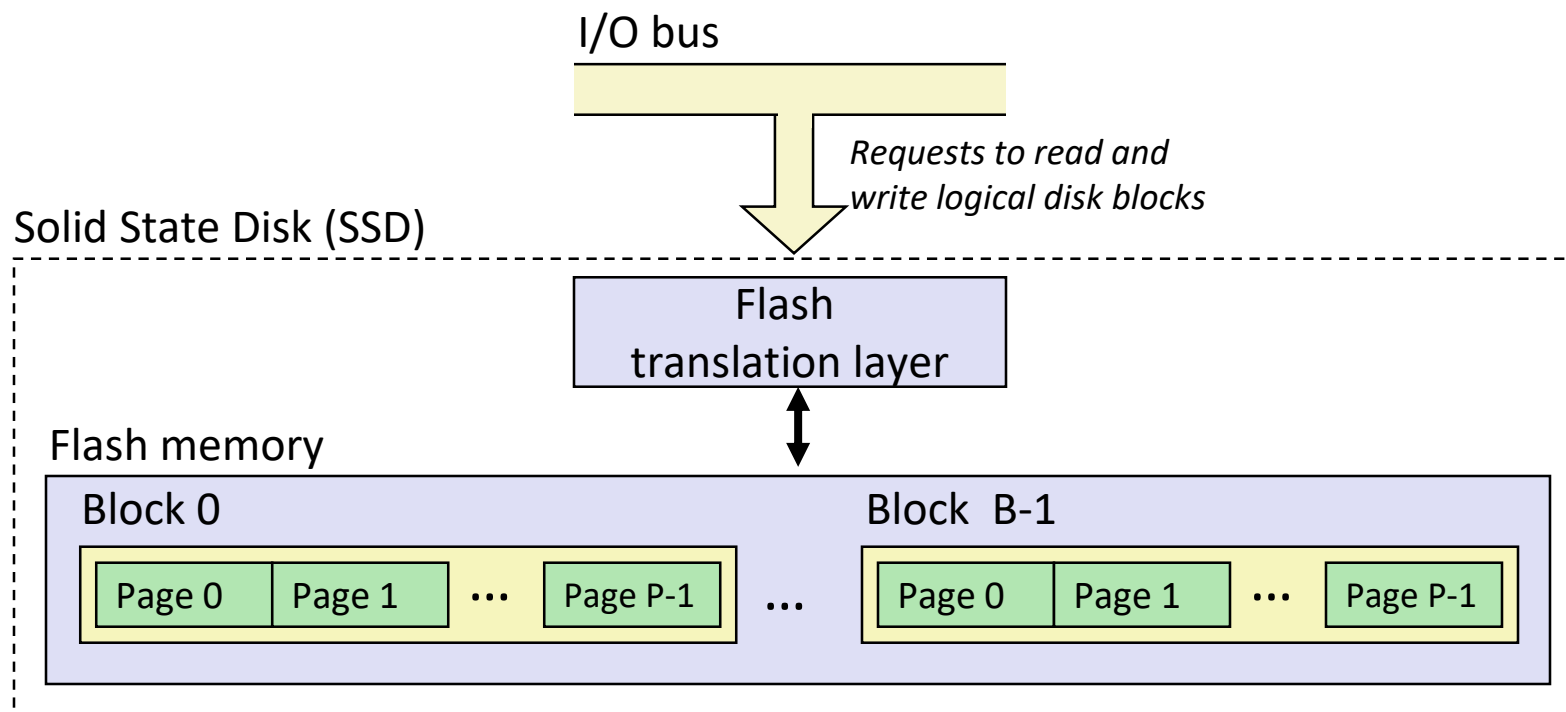 I/O bus
Requests to read and
write logical disk blocks
Solid State Disk (SSD)
Flash
translation layer
Flash memory
Block 0
Block B-1
Page 0 Page 1 ... Page P-1 ... Page 0 Page 1 ... Page P-1